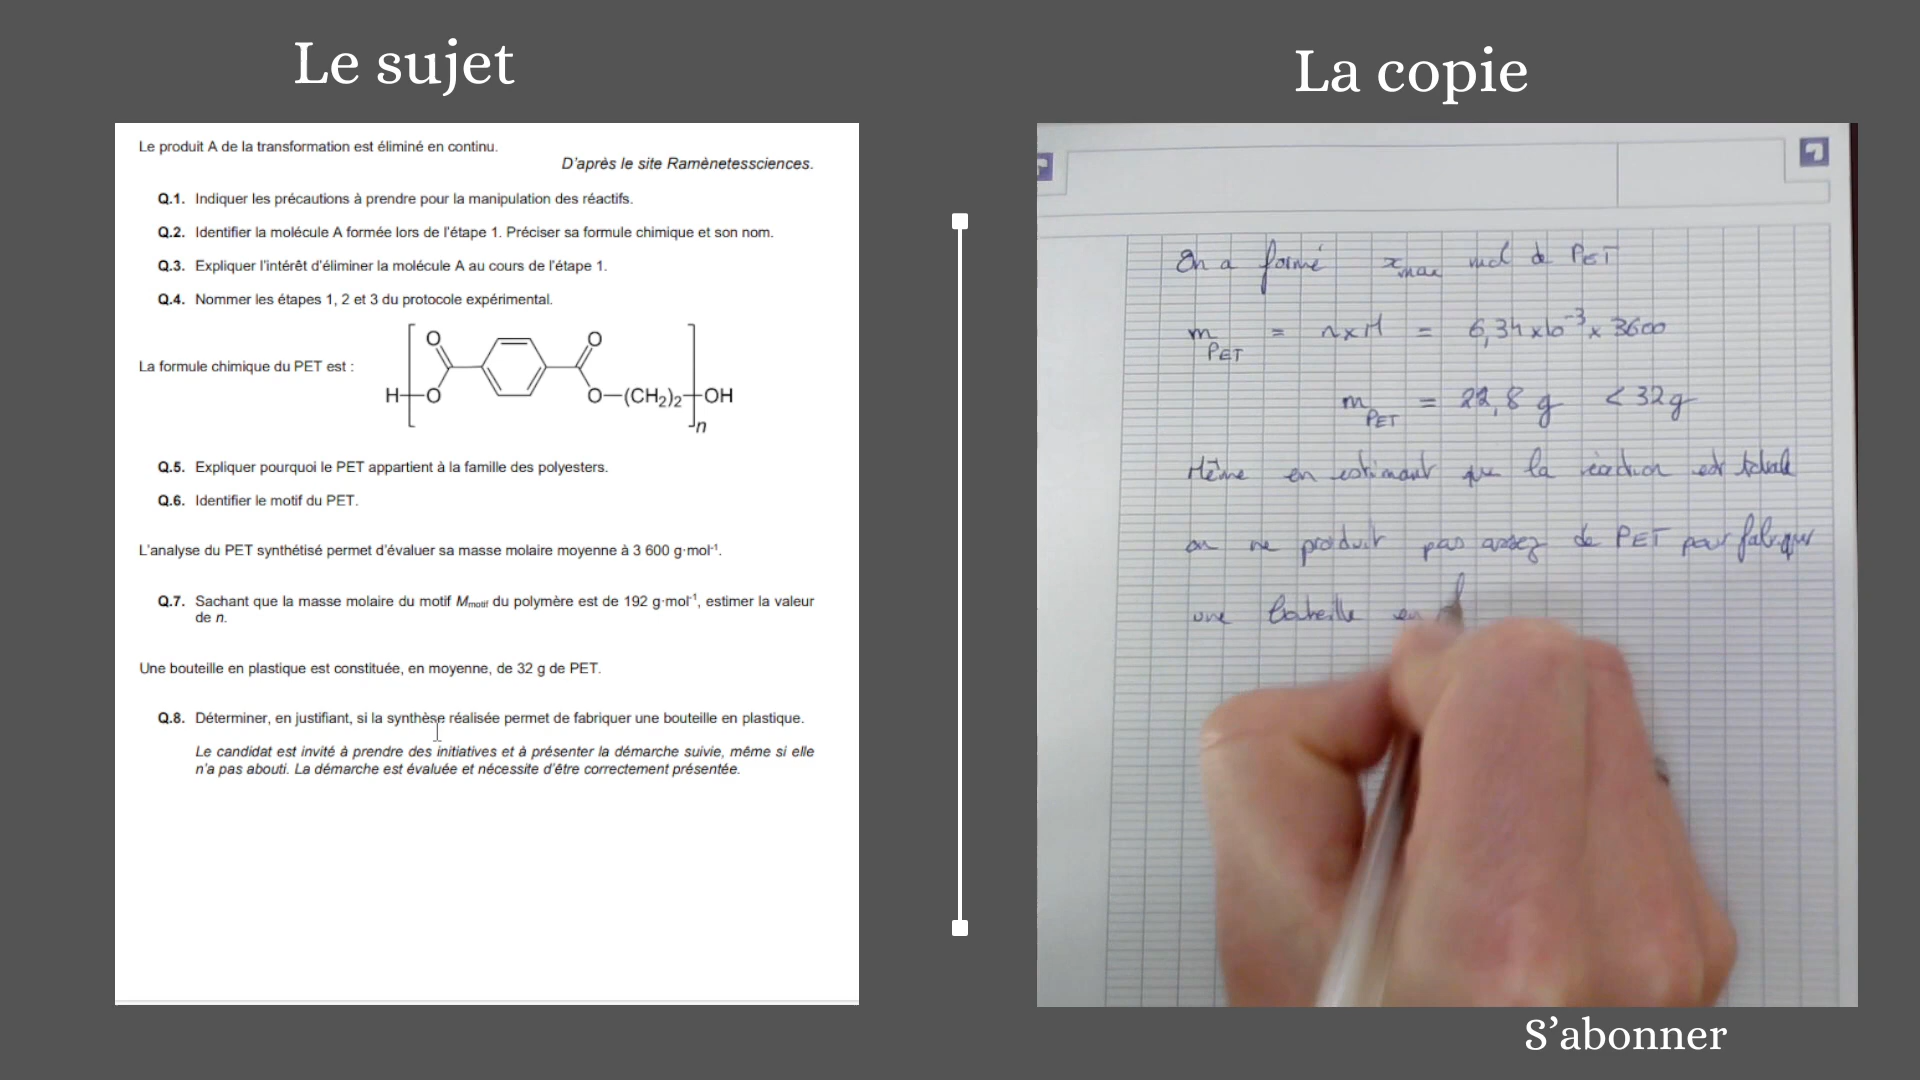 Le sujet
Le produit A de la transformation est éliminé en continu.
D'après le site Ramènetessciences.
Q.1. Indiquer les précautions à prendre pour la manipulation des réactifs.
Q.2. Identifier la molécule A formée lors de l'étape 1. Préciser sa formule chimique et son nom.
Q.3. Expliquer l'intérêt d'éliminer la molécule A au cours de l'étape 1.
Q.4. Nommer les étapes 1, 2 et 3 du protocole expérimental.
La formule chimique du PET est :
O O
H O O—(CH₂)₂ OH
n
Q.5. Expliquer pourquoi le PET appartient à la famille des polyesters.
Q.6. Identifier le motif du PET.
L'analyse du PET synthétisé permet d'évaluer sa masse molaire moyenne à 3 600 g·mol⁻¹.
Q.7. Sachant que la masse molaire du motif Mmotif du polymère est de 192 g·mol⁻¹, estimer la valeur
de n.
Une bouteille en plastique est constituée, en moyenne, de 32 g de PET.
Q.8. Déterminer, en justifiant, si la synthèse réalisée permet de fabriquer une bouteille en plastique.
Le candidat est invité à prendre des initiatives et à présenter la démarche suivie, même si elle
n'a pas abouti. La démarche est évaluée et nécessite d'être correctement présentée.
La copie
On a formé xmax mol de PET
mPET = n×M = 6,34×10⁻³ × 3600
mPET = 22,8 g < 32g
Même en estimant que la réaction est totale
on ne produit pas assez de PET pour fabriquer
une bouteille en
S'abonner